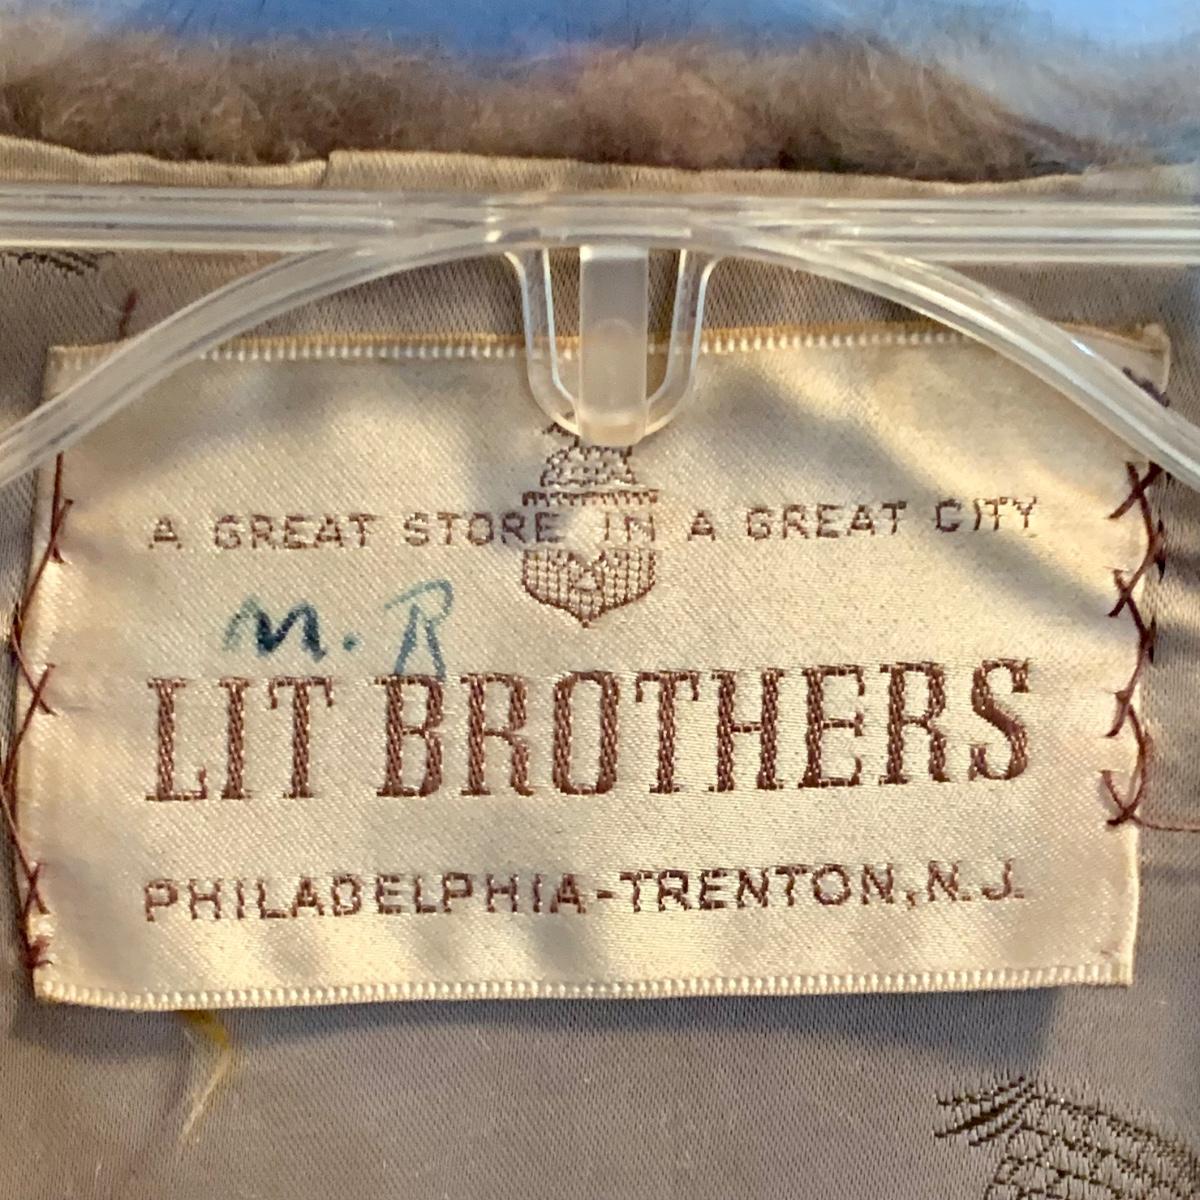 A GREAT STORE IN A GREAT CITY
M. R
LIT BROTHERS
PHILADELPHIA-TRENTON, N.J.